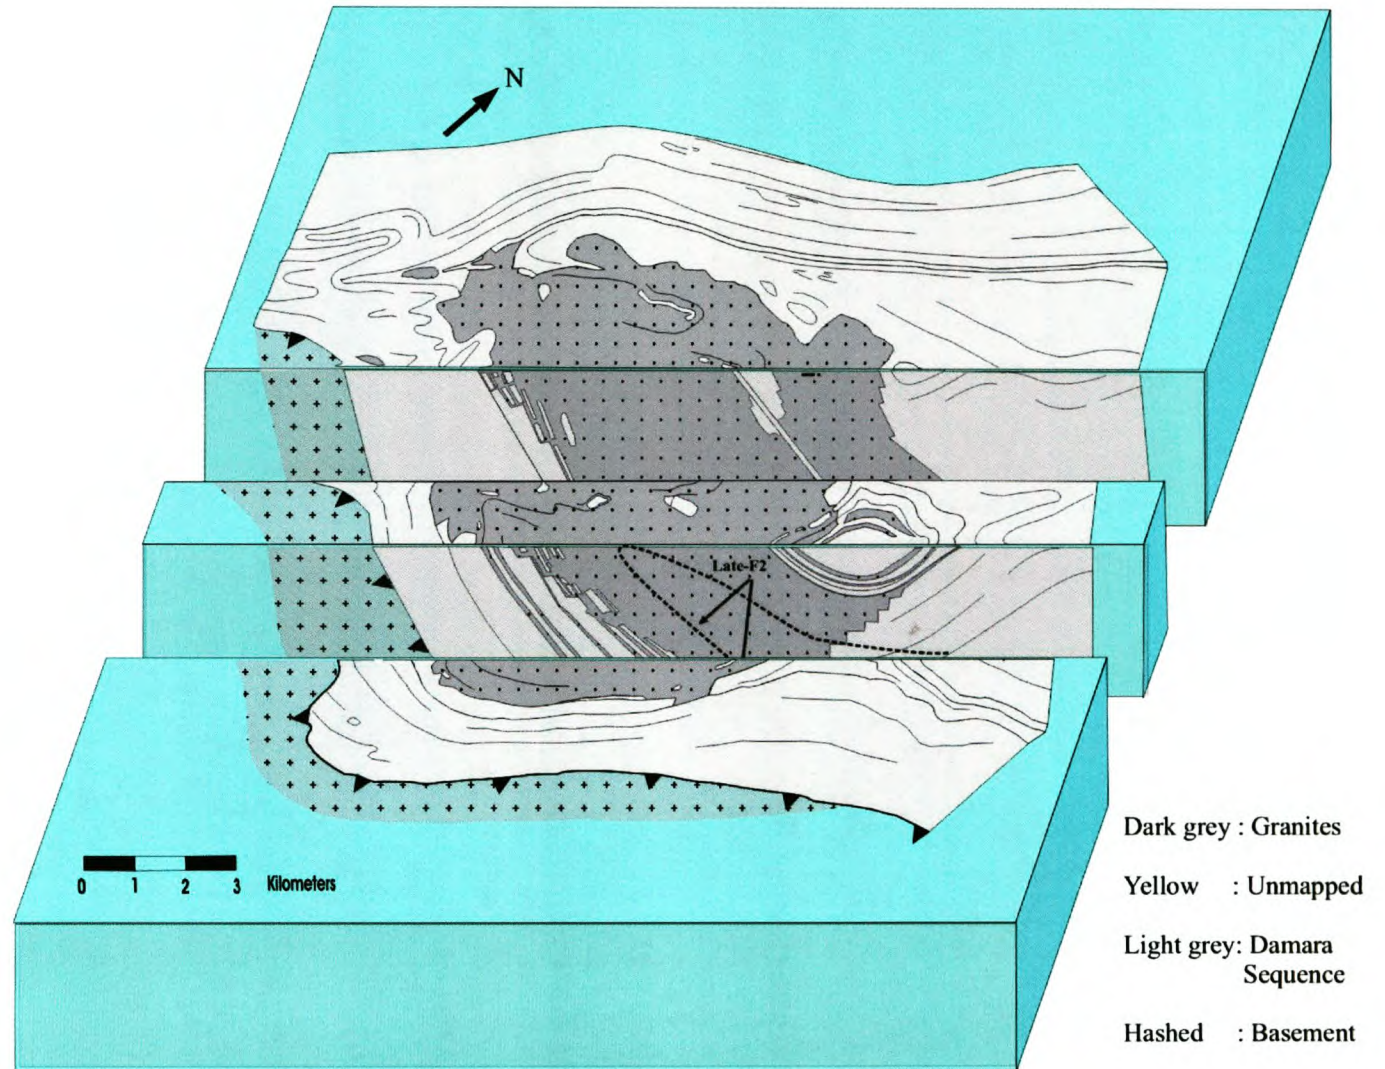 N
Late-F2
0 1 2 3 Kilometers
Dark grey : Granites
Yellow : Unmapped
Light grey: Damara
Sequence
Hashed : Basement